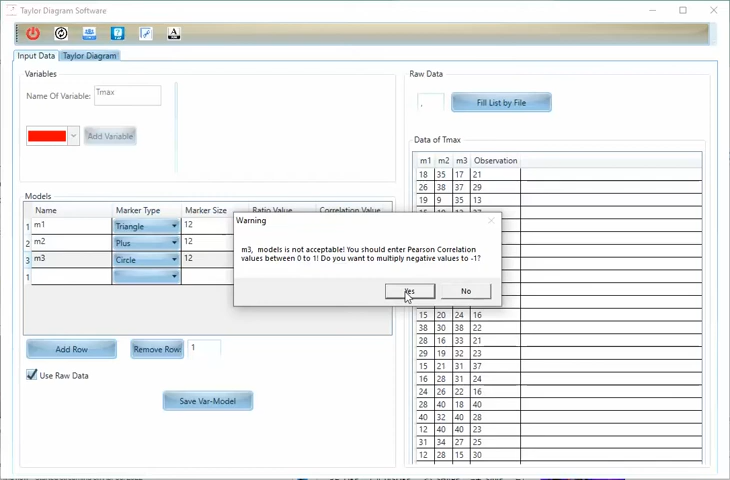 Taylor Diagram Software
Input Data Taylor Diagram
Variables
Name Of Variable: Tmax
Add Variable
Raw Data
, Fill List by File
Data of Tmax
m1 m2 m3 Observation
18 35 17 21
26 38 37 29
19 9 35 13
Models
Name Marker Type Marker Size Ratio Value Correlation Value
1 m1 Triangle 12
2 m2 Plus 12
3 m3 Circle 12
1
Warning
m3, models is not acceptable! You should enter Pearson Correlation
values between 0 to 1! Do you want to multiply negative values to -1?
Yes No
15 20 24 16
38 30 38 22
28 16 33 21
29 19 32 23
15 21 31 37
16 28 31 24
24 26 22 16
28 40 18 40
40 32 40 28
12 40 40 23
31 34 27 25
12 28 15 30
Add Row Remove Row 1
Use Raw Data
Save Var-Model